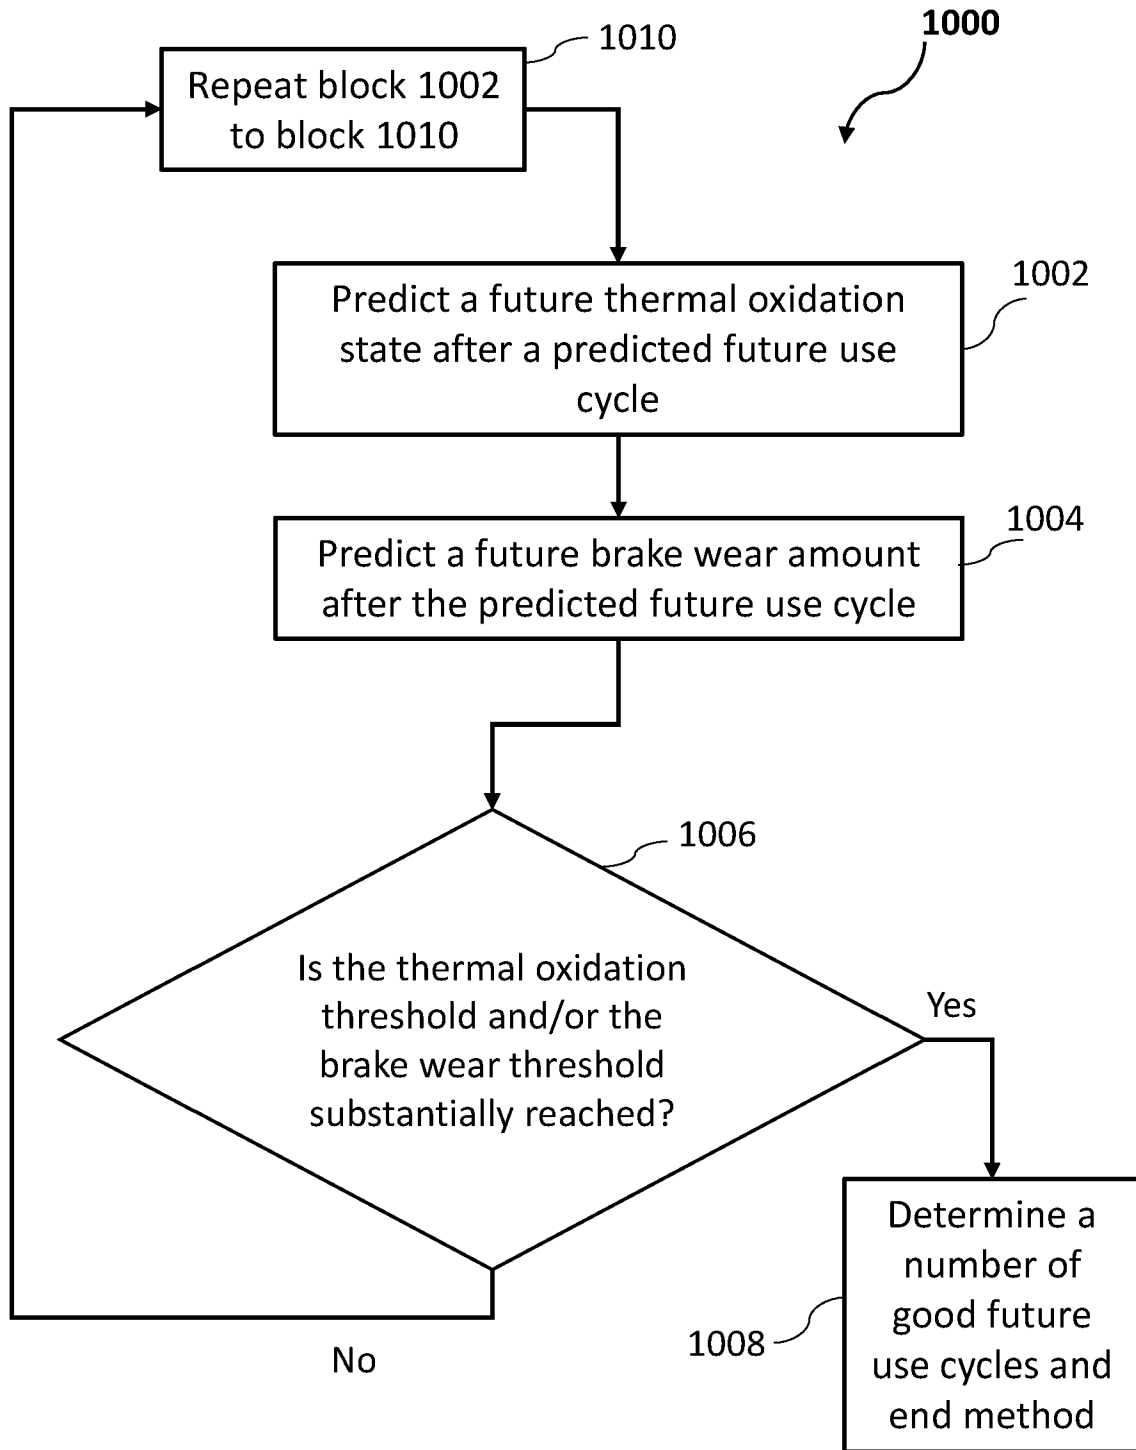 1010
1000
Repeat block 1002
to block 1010
1002
Predict a future thermal oxidation
state after a predicted future use
cycle
1004
Predict a future brake wear amount
after the predicted future use cycle
1006
Is the thermal oxidation
threshold and/or the
brake wear threshold
substantially reached?
Yes
No
1008
Determine a
number of
good future
use cycles and
end method